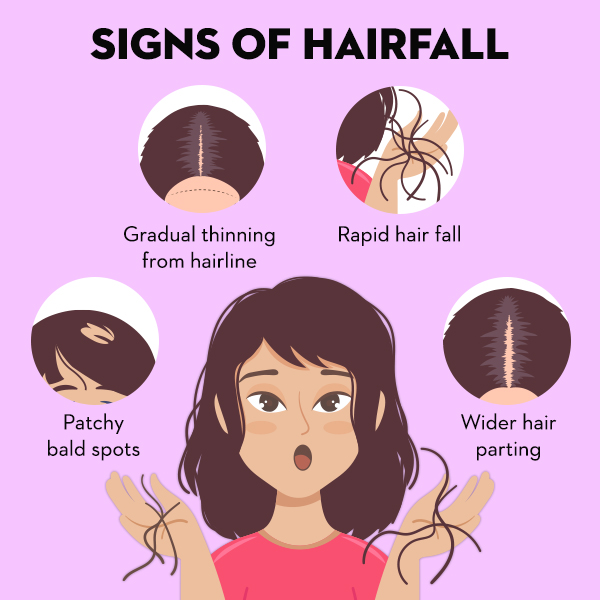 SIGNS OF HAIRFALL
Gradual thinning
from hairline
Rapid hair fall
Patchy
bald spots
Wider hair
parting